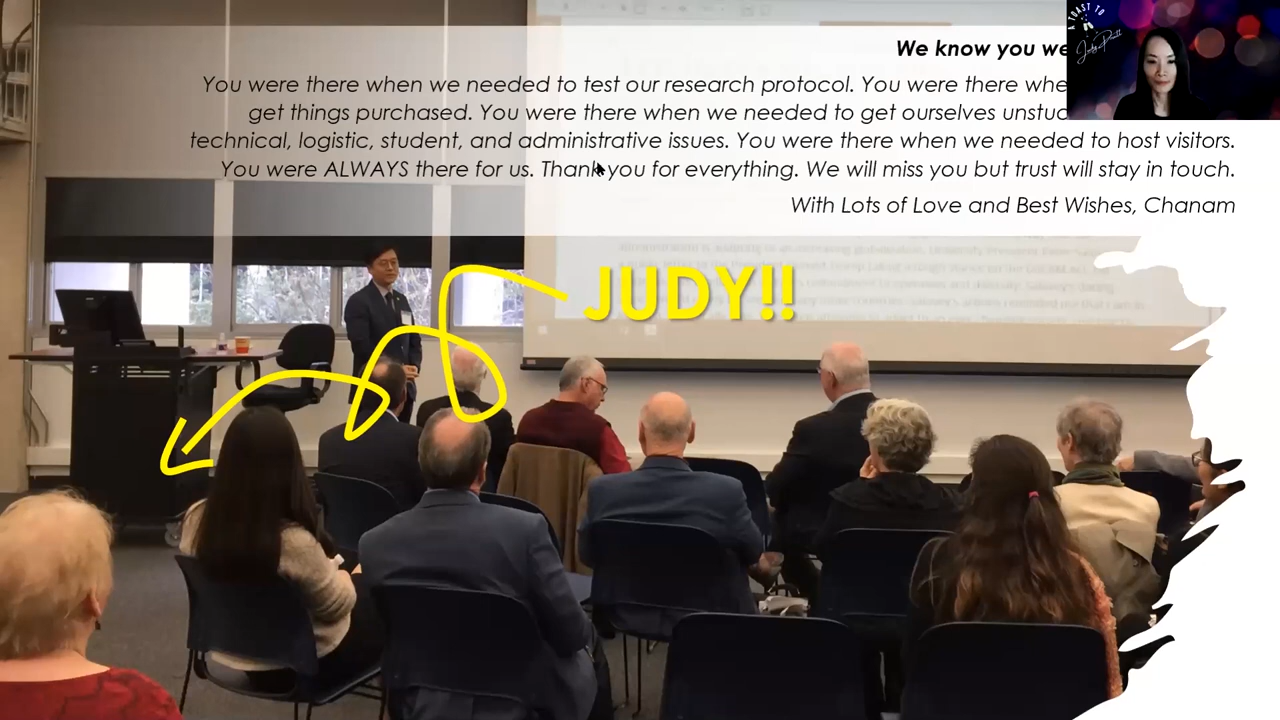 We know you we
You were there when we needed to test our research protocol. You were there whe
get things purchased. You were there when we needed to get ourselves unstuc
technical, logistic, student, and administrative issues. You were there when we needed to host visitors.
You were ALWAYS there for us. Thank you for everything. We will miss you but trust will stay in touch.
With Lots of Love and Best Wishes, Chanam
A TOAST TO
Judy Pruitt
JUDY!!